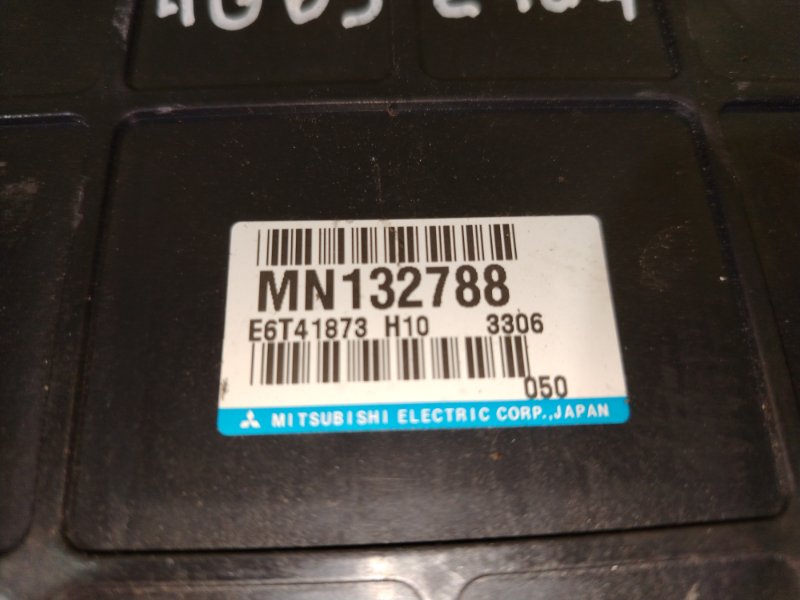 MN132788
E6T41873 H10 3306
050
MITSUBISHI ELECTRIC CORP.,JAPAN